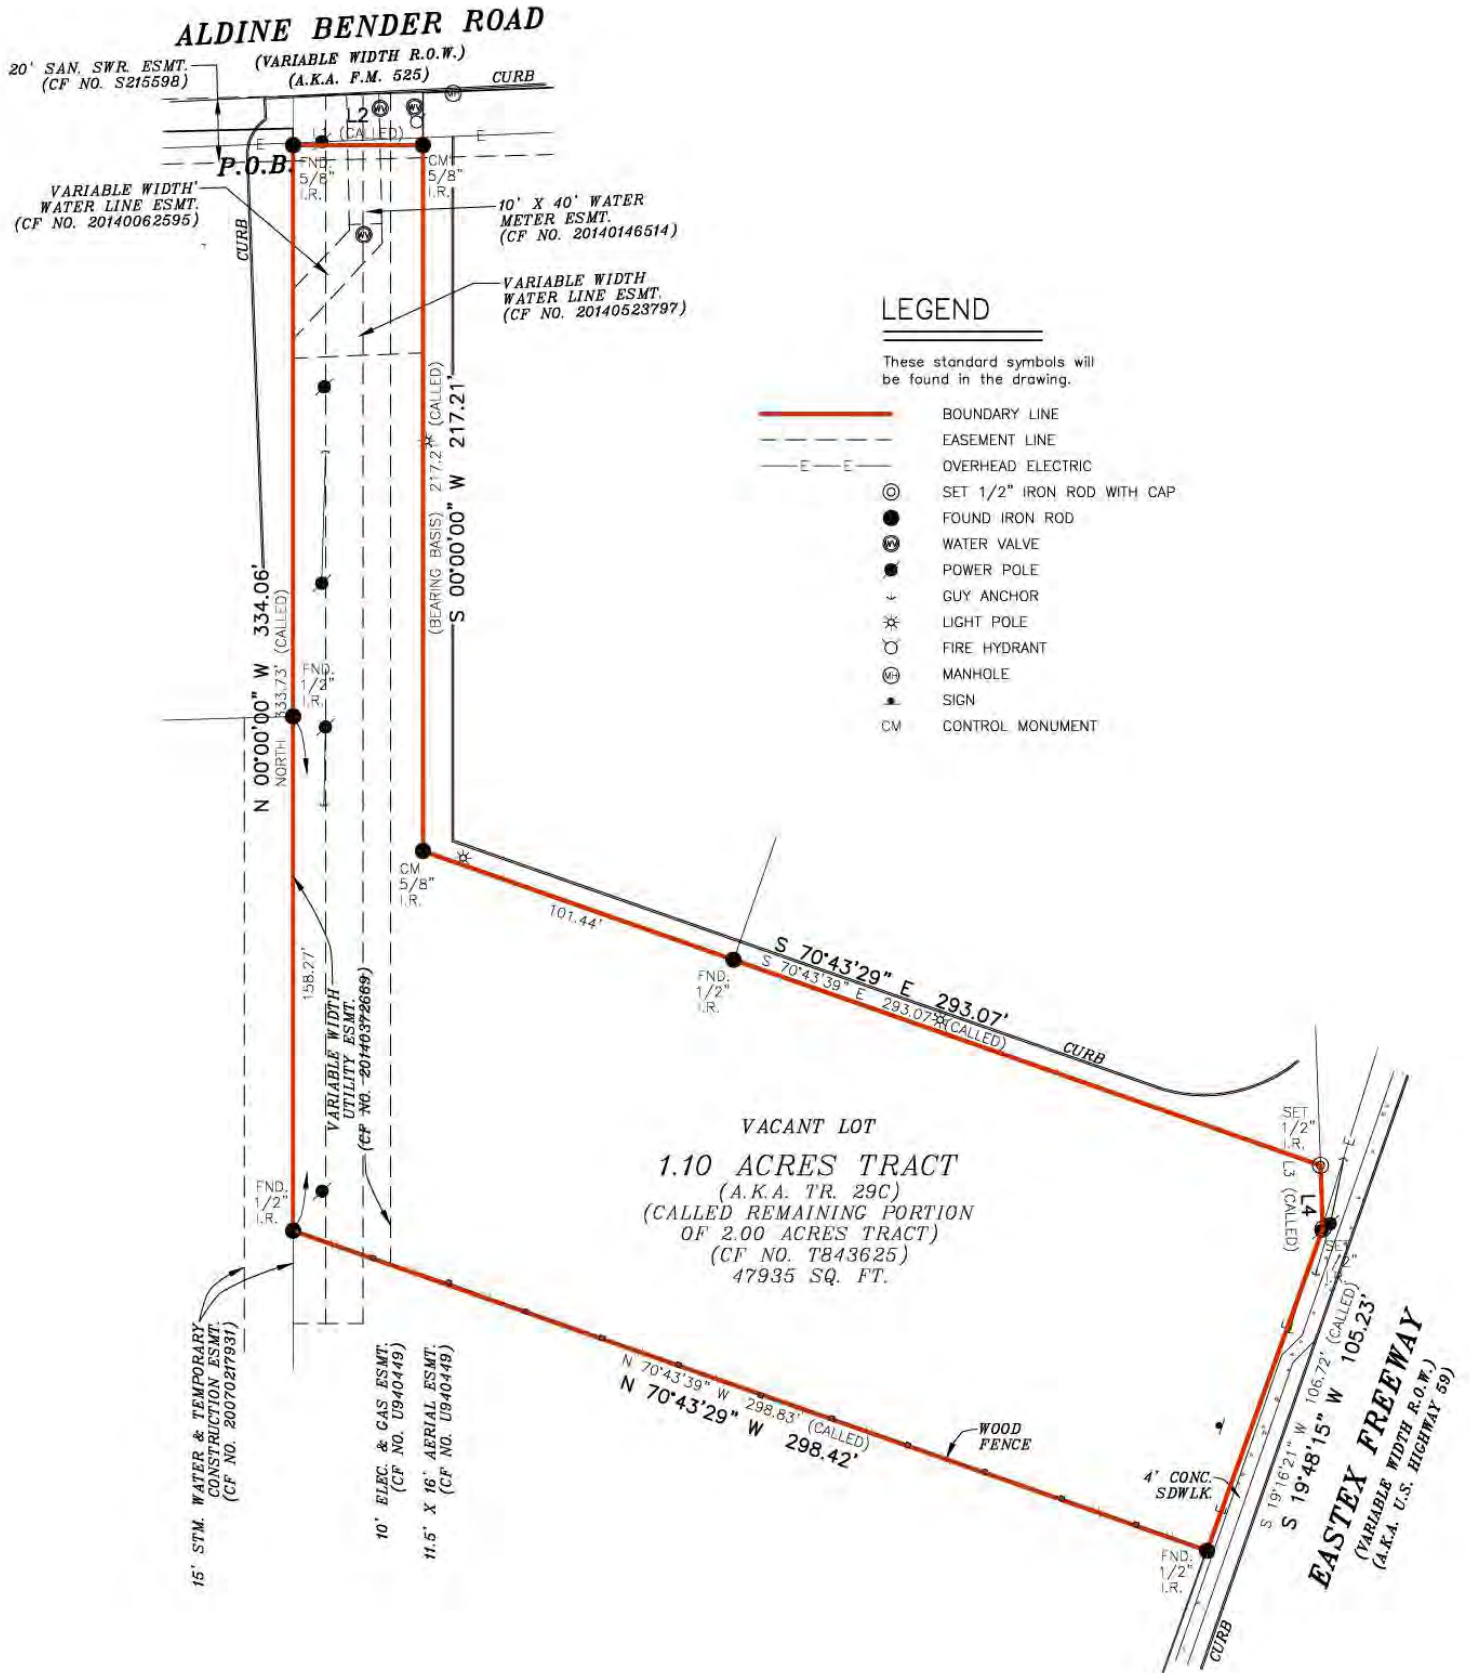 ALDINE BENDER ROAD
(VARIABLE WIDTH R.O.W.)
(A.K.A. F.M. 525)
CURB
20' SAN. SWR. ESMT.
(CF NO. S215598)
MH
WV
WV
L2
L1 (CALLED)
E
E
P.O.B.
FND.
5/8"
I.R.
CM
5/8"
I.R.
VARIABLE WIDTH
WATER LINE ESMT.
(CF NO. 20140062595)
CURB
10' X 40' WATER
METER ESMT.
(CF NO. 20140146514)
WV
VARIABLE WIDTH
WATER LINE ESMT.
(CF NO. 20140523797)
(BEARING BASIS) 217.21' (CALLED)
S 00°00'00" W 217.21'
N 00°00'00" W 334.06'
NORTH 333.73' (CALLED)
FND.
1/2"
I.R.
LEGEND
These standard symbols will
be found in the drawing.
BOUNDARY LINE
EASEMENT LINE
E E OVERHEAD ELECTRIC
SET 1/2" IRON ROD WITH CAP
FOUND IRON ROD
WV WATER VALVE
POWER POLE
GUY ANCHOR
LIGHT POLE
FIRE HYDRANT
MH MANHOLE
SIGN
CM CONTROL MONUMENT
CM
5/8"
I.R.
101.44'
FND.
1/2"
I.R.
S 70°43'29" E 293.07'
S 70°43'39" E 293.07' (CALLED)
CURB
158.27'
VARIABLE WIDTH
UTILITY ESMT.
(CF NO. 20140372669)
VACANT LOT
1.10 ACRES TRACT
(A.K.A. TR. 29C)
(CALLED REMAINING PORTION
OF 2.00 ACRES TRACT)
(CF NO. T843625)
47935 SQ. FT.
SET
1/2"
I.R.
L3 (CALLED)
L4
E
FND.
1/2"
I.R.
E
S 19°16'21" W 106.72' (CALLED)
S 19°48'15" W 105.23'
EASTEX FREEWAY
(VARIABLE WIDTH R.O.W.)
(A.K.A. U.S. HIGHWAY 59)
15' STM. WATER & TEMPORARY
CONSTRUCTION ESMT.
(CF NO. 20070217931)
10' ELEC. & GAS ESMT.
(CF NO. U940449)
11.5' X 16' AERIAL ESMT.
(CF NO. U940449)
N 70°43'39" W 298.83' (CALLED)
N 70°43'29" W 298.42'
WOOD
FENCE
4' CONC.
SDWLK.
E
FND.
1/2"
I.R.
CURB